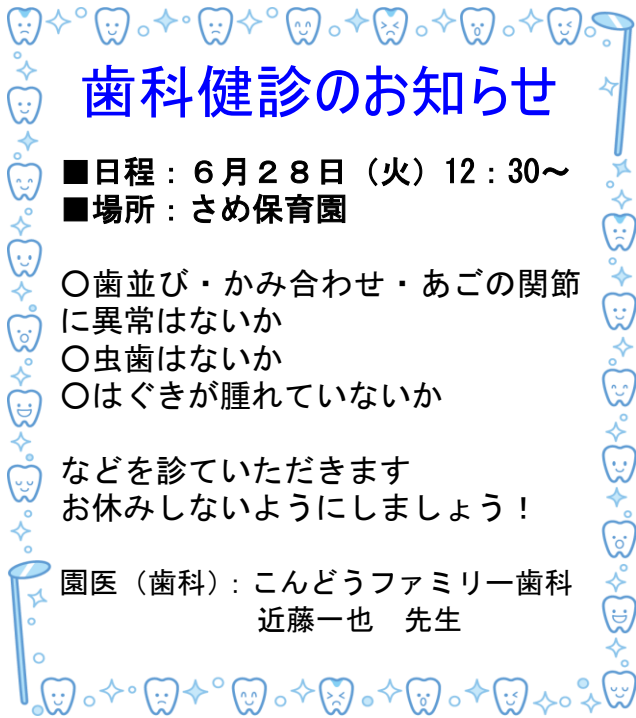 歯科健診のお知らせ
■日程：６月２８日（火）12：30～
■場所：さめ保育園
〇歯並び・かみ合わせ・あごの関節
に異常はないか
〇虫歯はないか
〇はぐきが腫れていないか
などを診ていただきます
お休みしないようにしましょう！
園医（歯科）：こんどうファミリー歯科
近藤一也　先生